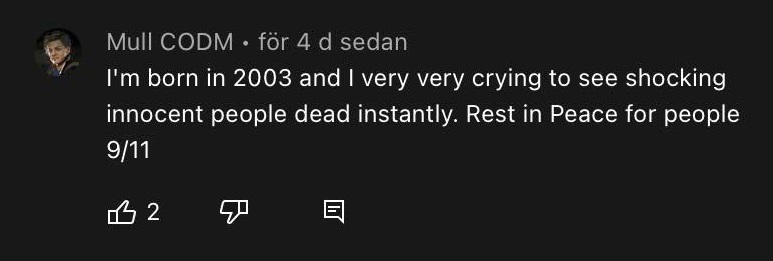 Mull CODM • för 4 d sedan
I'm born in 2003 and I very very crying to see shocking
innocent people dead instantly. Rest in Peace for people
9/11
2